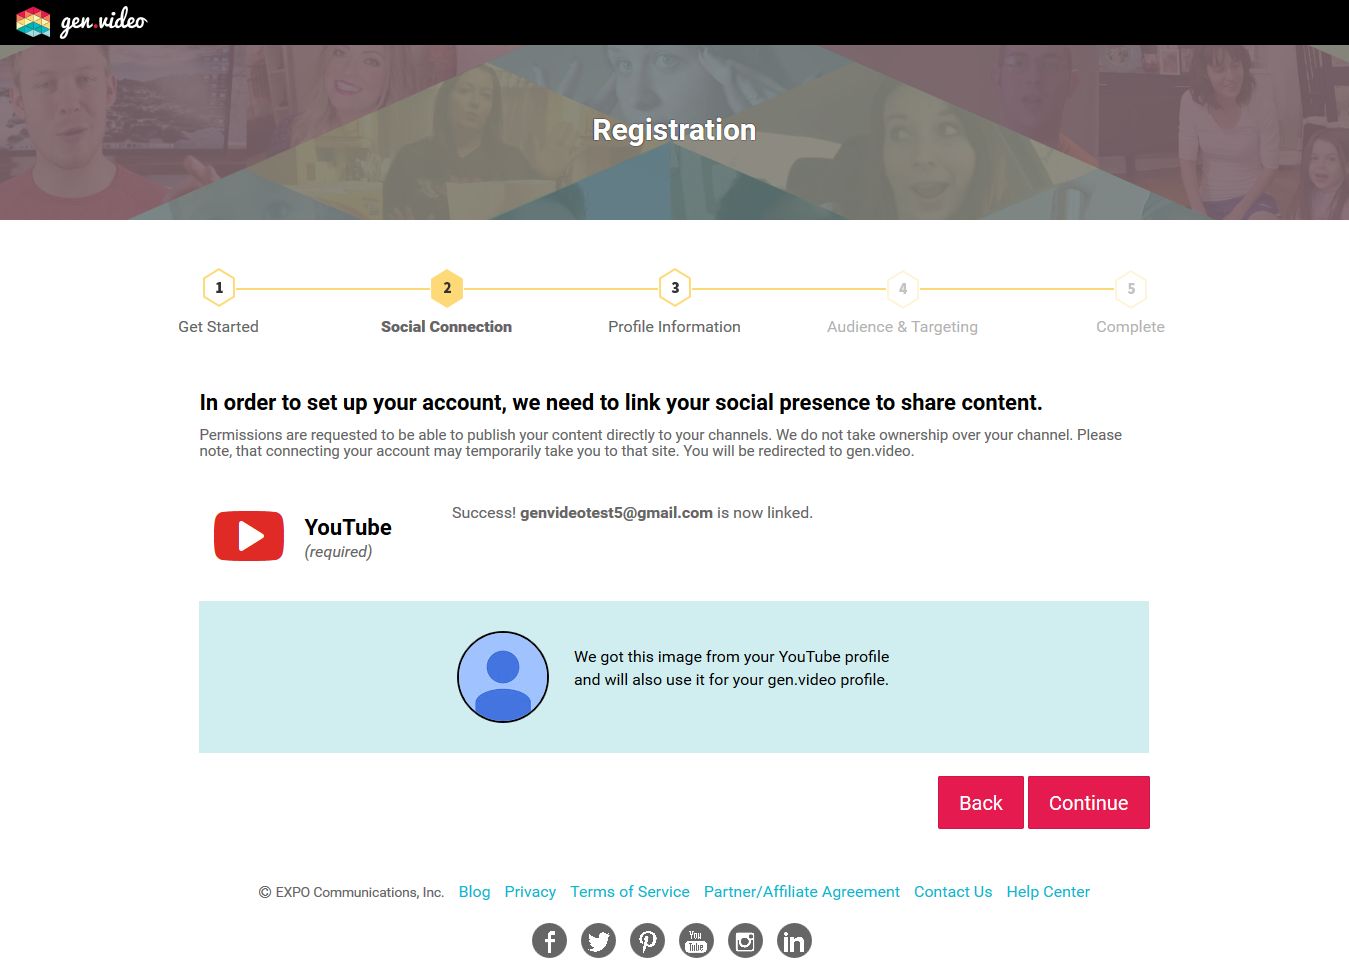 gen.video
Registration
1
2
3
4
5
Get Started
Social Connection
Profile Information
Audience & Targeting
Complete
In order to set up your account, we need to link your social presence to share content.
Permissions are requested to be able to publish your content directly to your channels. We do not take ownership over your channel. Please
note, that connecting your account may temporarily take you to that site. You will be redirected to gen.video.
YouTube
(required)
Success! genvideotest5@gmail.com is now linked.
We got this image from your YouTube profile
and will also use it for your gen.video profile.
Back
Continue
© EXPO Communications, Inc. Blog Privacy Terms of Service Partner/Affiliate Agreement Contact Us Help Center
You
Tube